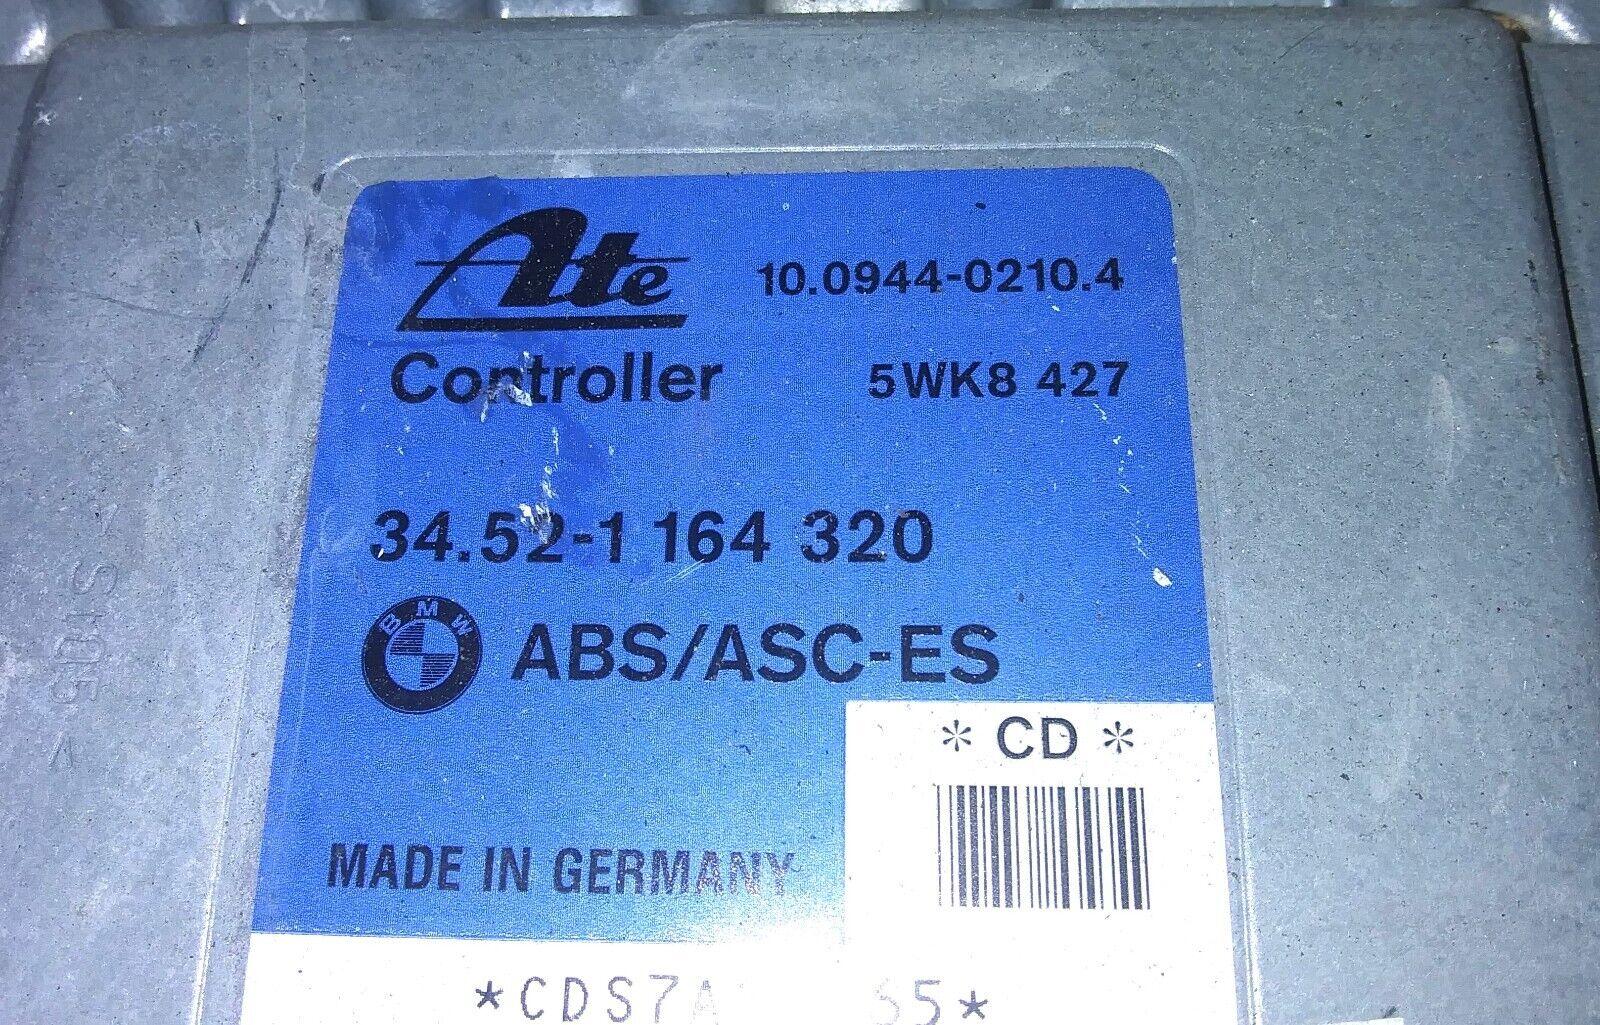 Ate 10.0944-0210.4
Controller 5WK8 427
34.52-1 164 320
BMW ABS/ASC-ES
* CD *
MADE IN GERMANY